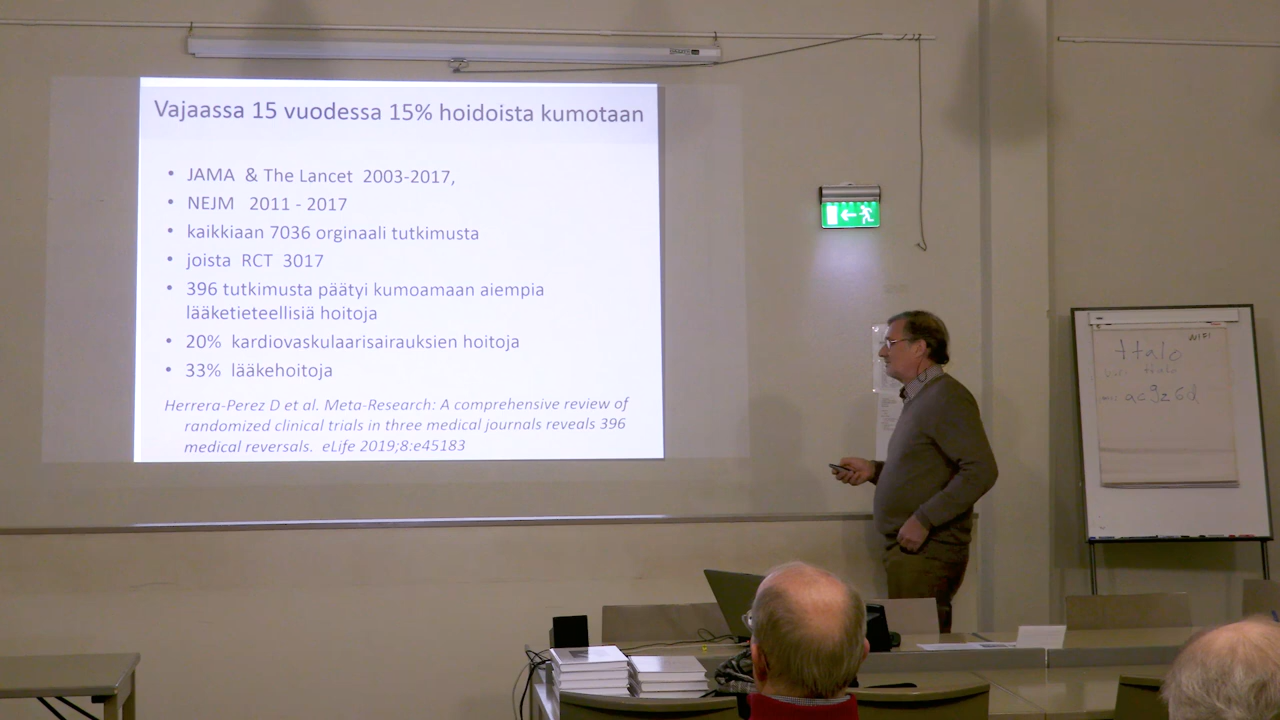 Vajaassa 15 vuodessa 15% hoidoista kumotaan
• JAMA & The Lancet 2003-2017,
• NEJM 2011 - 2017
• kaikkiaan 7036 orginaali tutkimusta
• joista RCT 3017
• 396 tutkimusta päätyi kumoamaan aiempia
lääketieteellisiä hoitoja
• 20% kardiovaskulaarisairauksien hoitoja
• 33% lääkehoitoja
Herrera-Perez D et al. Meta-Research: A comprehensive review of
randomized clinical trials in three medical journals reveals 396
medical reversals. eLife 2019;8:e45183
WIFI
ttalo
ttalo